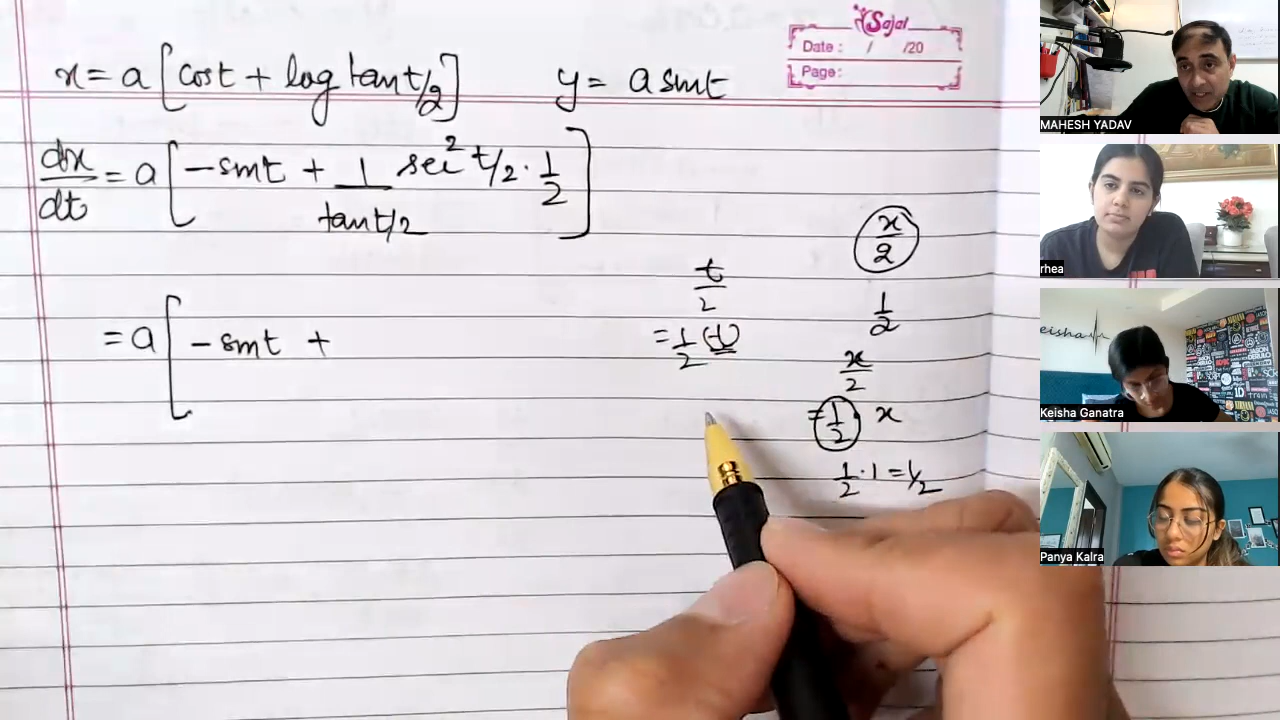 Sajal
Date : / /20
Page:
x = a [cost + log tan t/2] y = a sint
dx/dt = a [-sint + 1/tan t/2 sec² t/2 · 1/2]
= a [-sint +
t/2
= 1/2 (t)
x/2
1/2
x/2
= 1/2 · x
1/2 · 1 = 1/2
MAHESH YADAV
rhea
keisha
Keisha Ganatra
Panya Kalra